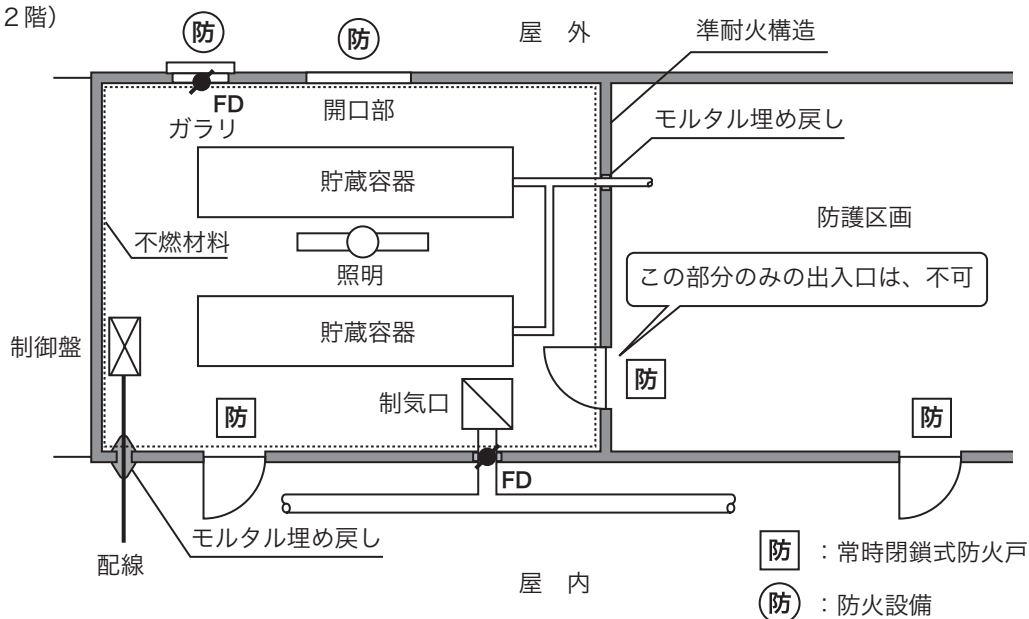 2階）
防
防
屋 外
準耐火構造
FD
ガラリ
開口部
モルタル埋め戻し
貯蔵容器
防護区画
不燃材料
照明
この部分のみの出入口は、不可
貯蔵容器
制御盤
防
制気口
防
防
FD
モルタル埋め戻し
配線
屋 内
防 ：常時閉鎖式防火戸
防 ：防火設備